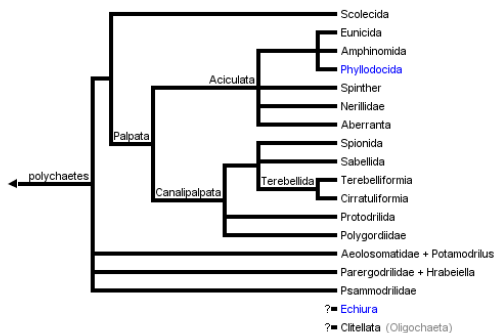 Scolecida
Eunicida
Amphinomida
Phyllodocida
Aciculata
Spinther
Nerillidae
Aberranta
Palpata
Spionida
Sabellida
Terebellida
Terebelliformia
Cirratuliformia
Canalipalpata
Protodrilida
Polygordiidae
polychaetes
Aeolosomatidae + Potamodrilus
Parergodrilidae + Hrabeiella
Psammodrilidae
? Echiura
? Clitellata (Oligochaeta)